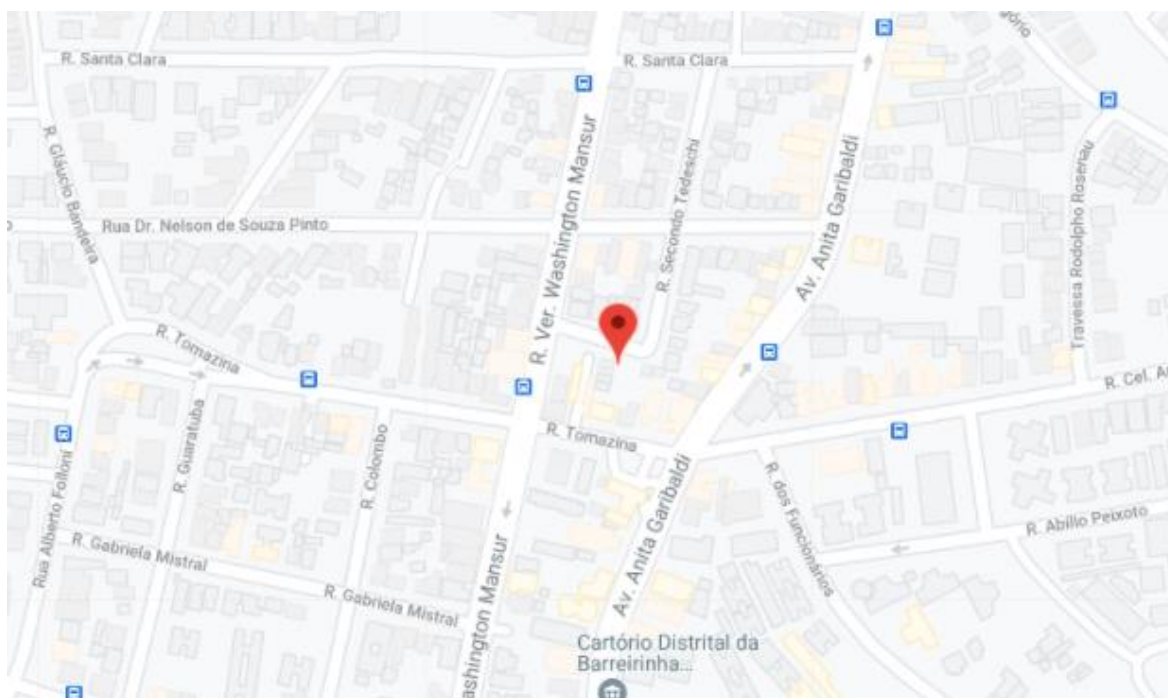 R. Santa Clara
R. Santa Clara
R. Gláucio Bandeira
R. Ver. Washington Mansur
R. Secondo Tedeschi
Av. Anita Garibaldi
Travessa Rodolpho Rosenau
Rua Dr. Nelson de Souza Pinto
R. Tomazina
R. Cel.
R. Tomazina
R. Guaratuba
R. Colombo
Av. Anita Garibaldi
R. dos Funcionários
R. Abílio Peixoto
Rua Alberto Folloni
R. Gabriela Mistral
R. Gabriela Mistral
Washington Mansur
Cartório Distrital da
Barreirinha...